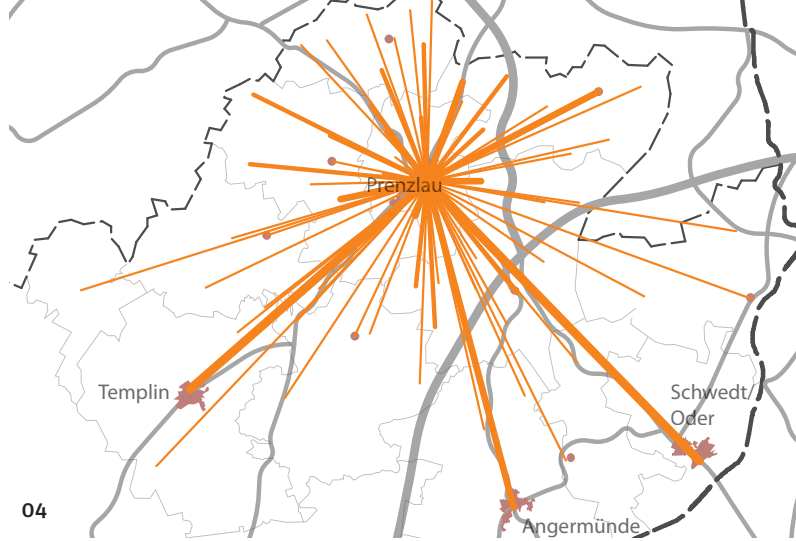 Prenzlau
Templin
Schwedt/
Oder
04
Angermünde